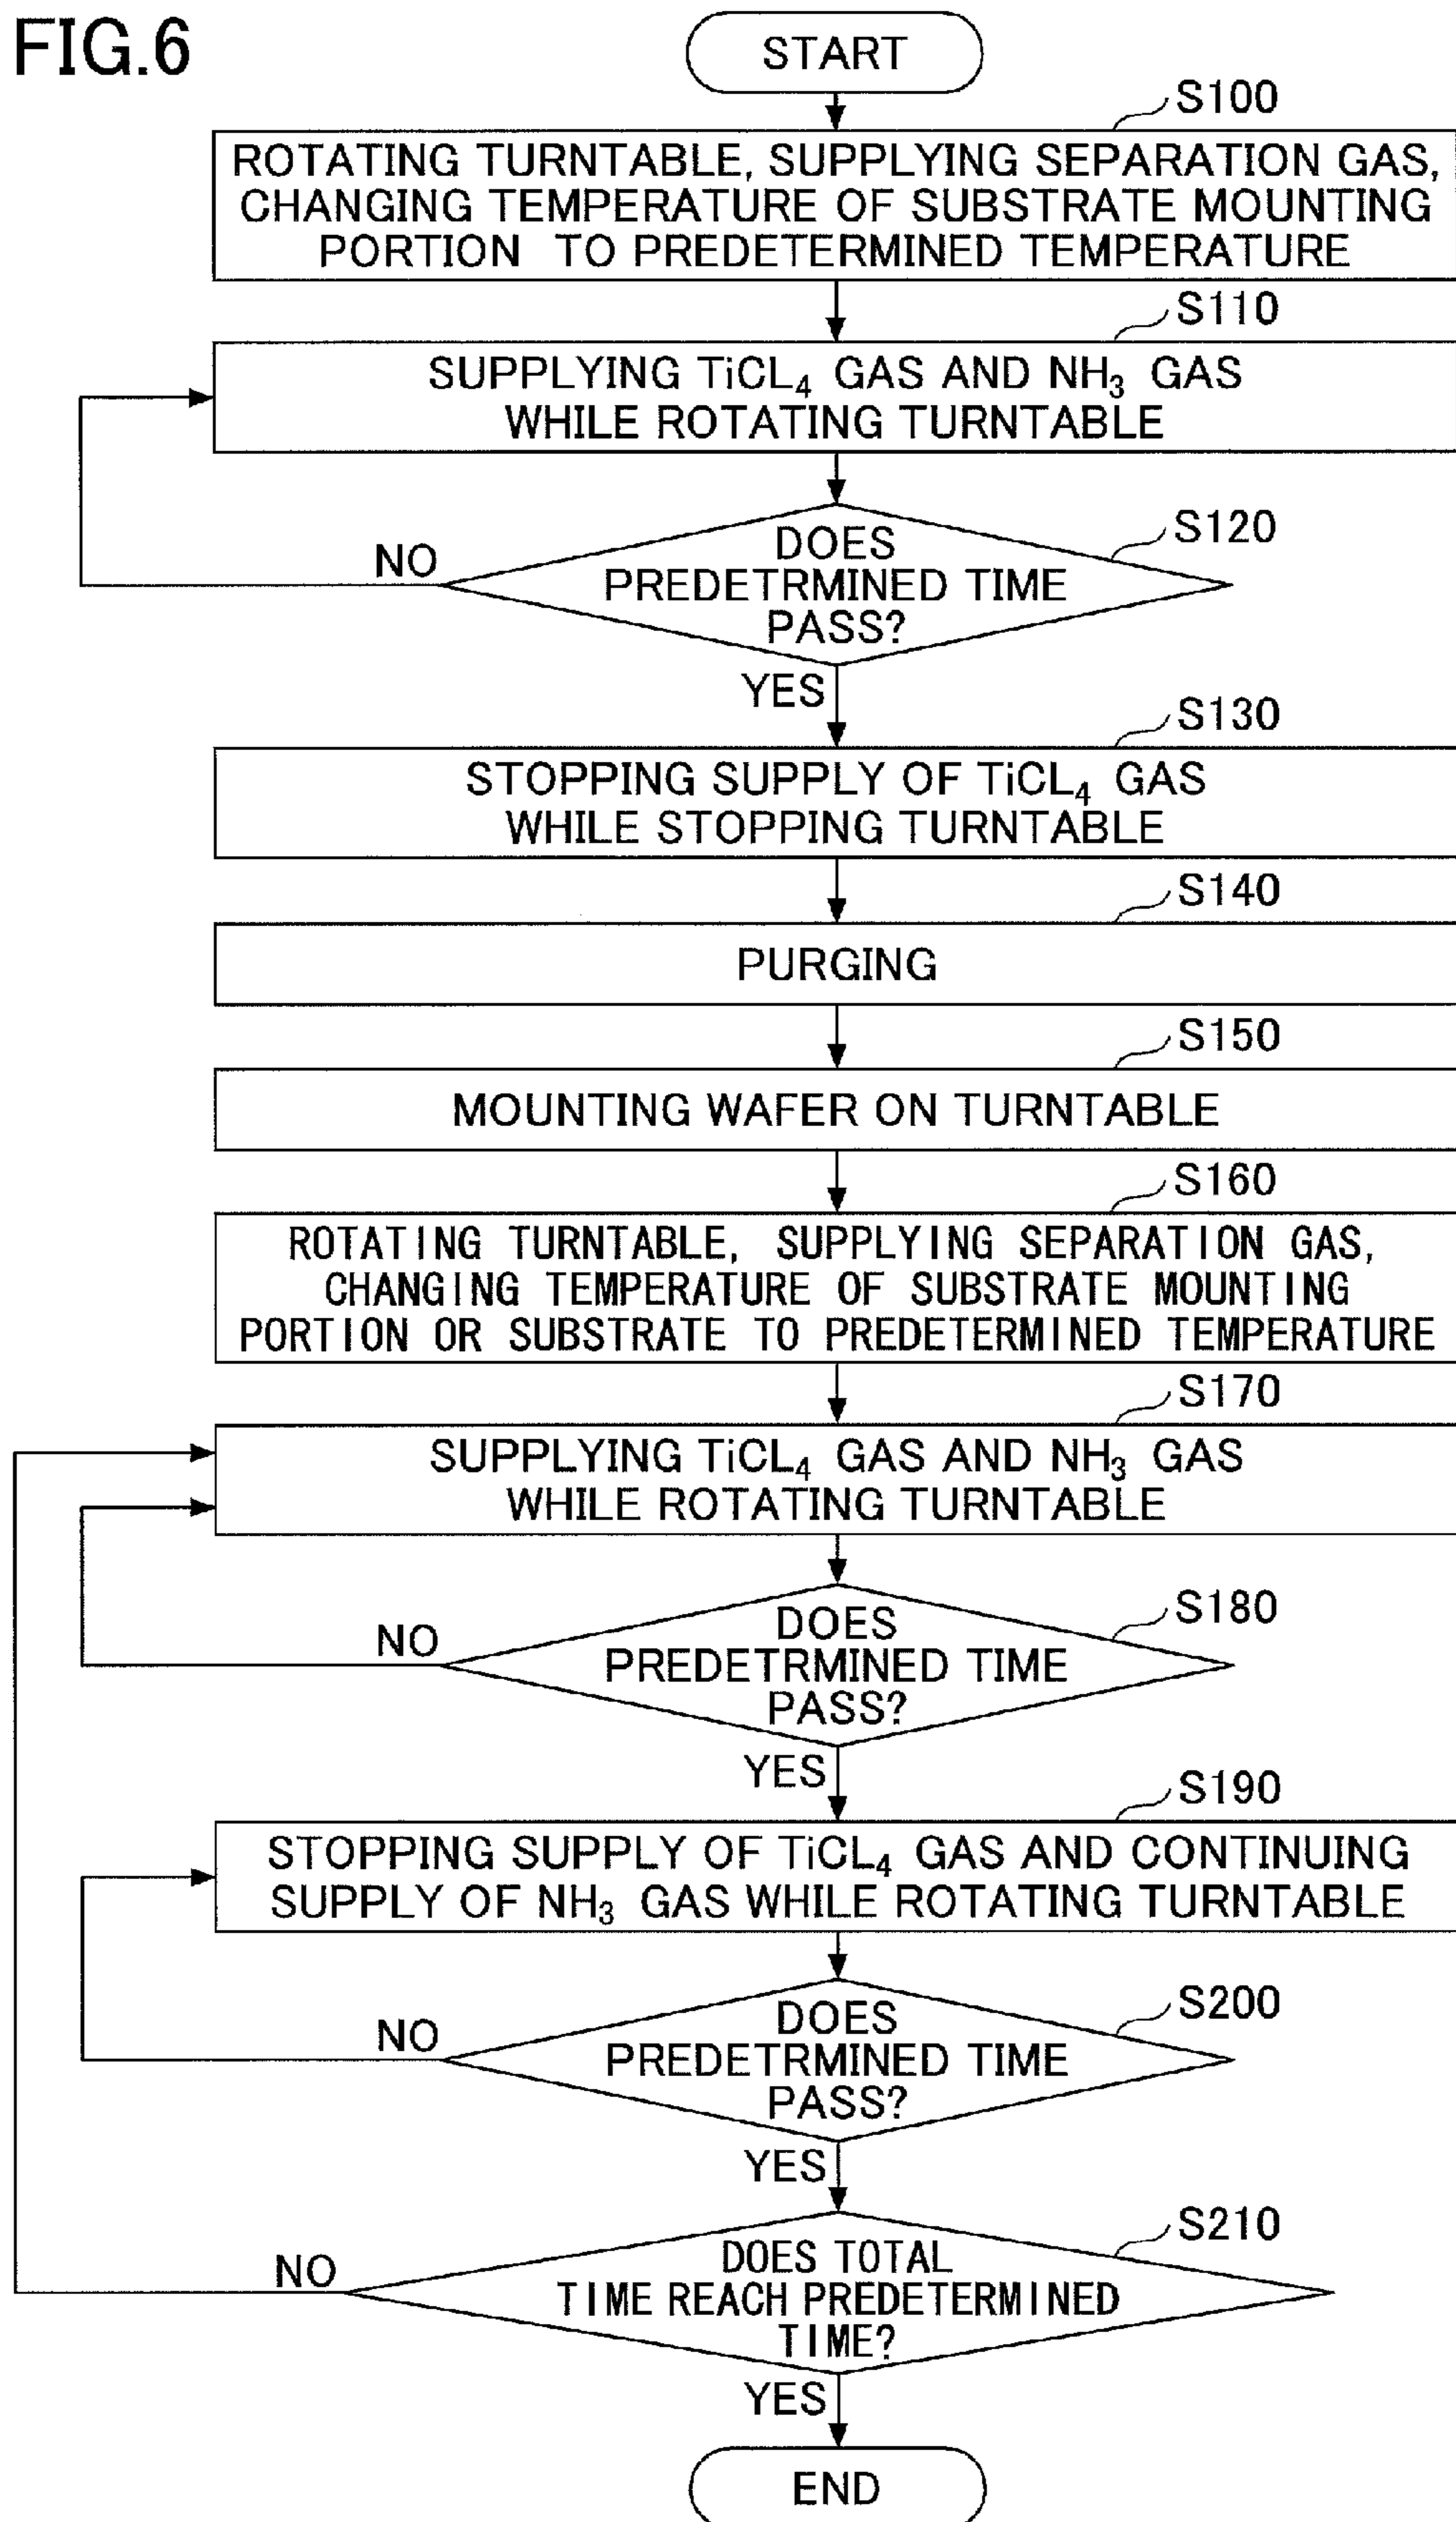 FIG.6
START
S100
ROTATING TURNTABLE, SUPPLYING SEPARATION GAS,
CHANGING TEMPERATURE OF SUBSTRATE MOUNTING
PORTION TO PREDETERMINED TEMPERATURE
S110
SUPPLYING TiCL₄ GAS AND NH₃ GAS
WHILE ROTATING TURNTABLE
S120
DOES
PREDETRMINED TIME
PASS?
NO
YES
S130
STOPPING SUPPLY OF TiCL₄ GAS
WHILE STOPPING TURNTABLE
S140
PURGING
S150
MOUNTING WAFER ON TURNTABLE
S160
ROTATING TURNTABLE, SUPPLYING SEPARATION GAS,
CHANGING TEMPERATURE OF SUBSTRATE MOUNTING
PORTION OR SUBSTRATE TO PREDETERMINED TEMPERATURE
S170
SUPPLYING TiCL₄ GAS AND NH₃ GAS
WHILE ROTATING TURNTABLE
S180
DOES
PREDETRMINED TIME
PASS?
NO
YES
S190
STOPPING SUPPLY OF TiCL₄ GAS AND CONTINUING
SUPPLY OF NH₃ GAS WHILE ROTATING TURNTABLE
S200
DOES
PREDETRMINED TIME
PASS?
NO
YES
S210
DOES TOTAL
TIME REACH PREDETERMINED
TIME?
NO
YES
END